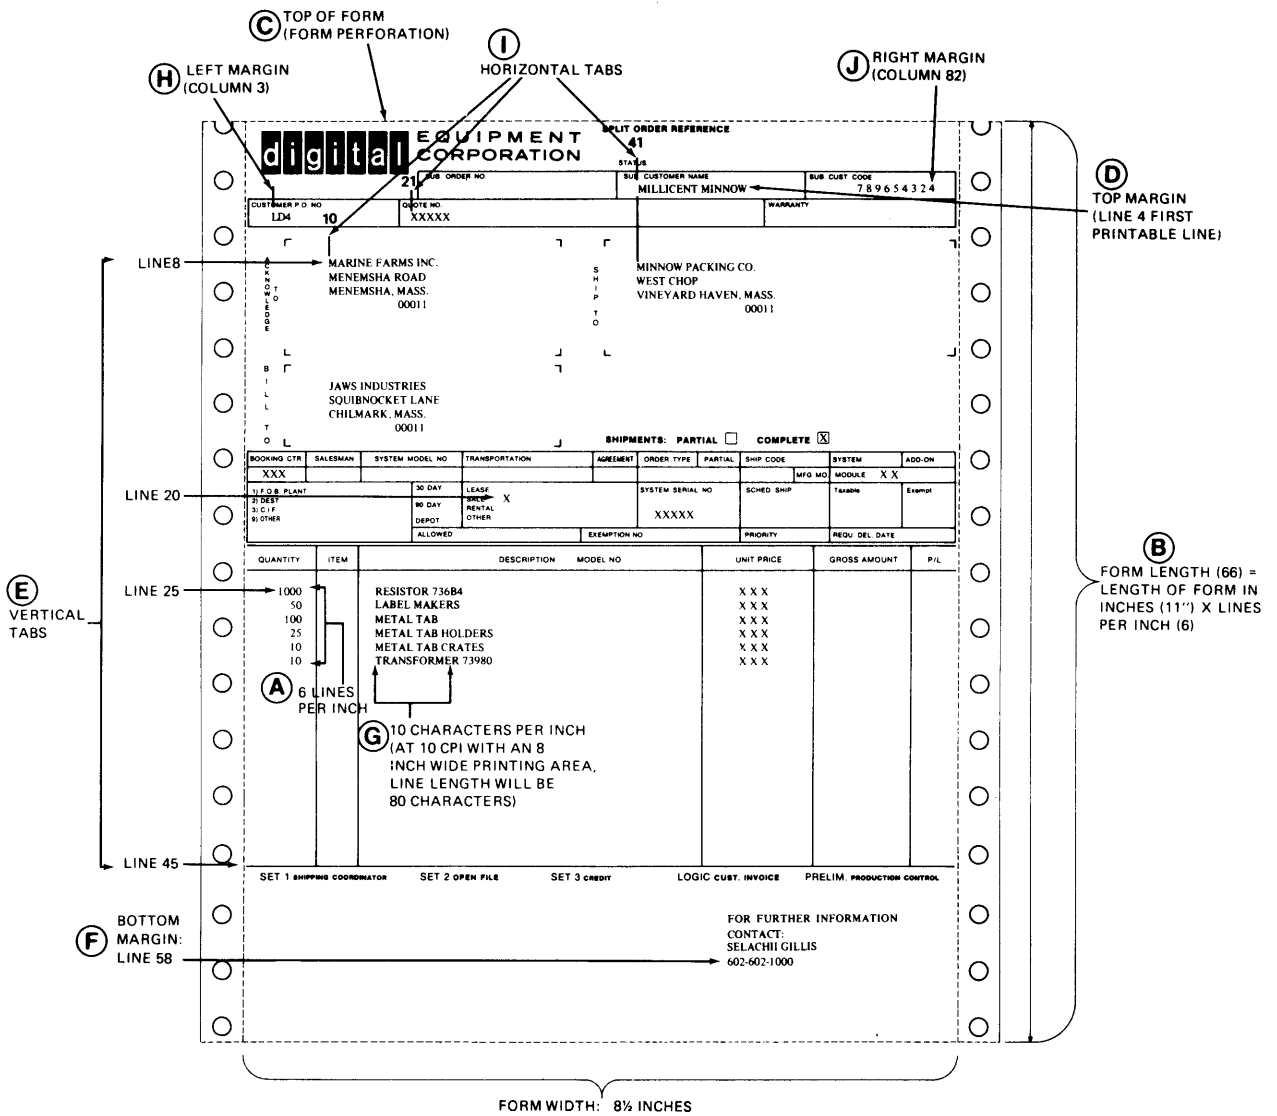 C TOP OF FORM
(FORM PERFORATION)
I
HORIZONTAL TABS
H LEFT MARGIN
(COLUMN 3)
J RIGHT MARGIN
(COLUMN 82)
digital EQUIPMENT
CORPORATION
SPLIT ORDER REFERENCE
41
STATUS
21
SUB ORDER NO.
SUB CUSTOMER NAME
MILLICENT MINNOW
SUB CUST CODE
789654324
D
TOP MARGIN
(LINE 4 FIRST
PRINTABLE LINE)
CUSTOMER P.O. NO
LD4
10
QUOTE NO.
XXXXX
WARRANTY
LINE8
ACKNOWLEDGE TO
MARINE FARMS INC.
MENEMSHA ROAD
MENEMSHA, MASS.
00011
SHIP TO
MINNOW PACKING CO.
WEST CHOP
VINEYARD HAVEN, MASS.
00011
BILL TO
JAWS INDUSTRIES
SQUIBNOCKET LANE
CHILMARK, MASS.
00011
SHIPMENTS: PARTIAL COMPLETE X
BOOKING CTR. SALESMAN SYSTEM MODEL NO TRANSPORTATION AGREEMENT ORDER TYPE PARTIAL SHIP CODE SYSTEM ADD-ON
XXX
MFG MO. MODULE X X
LINE 20
1) F.O.B. PLANT
2) DEST
3) C.I.F
9) OTHER
30 DAY
90 DAY
DEPOT
LEASE
SALE
RENTAL
OTHER
X
SYSTEM SERIAL NO
XXXXX
SCHED SHIP
Taxable
Exempt
ALLOWED EXEMPTION NO PRIORITY REQU. DEL. DATE
QUANTITY ITEM DESCRIPTION MODEL NO UNIT PRICE GROSS AMOUNT P/L
LINE 25
1000 RESISTOR 736B4 X X X
50 LABEL MAKERS X X X
100 METAL TAB X X X
25 METAL TAB HOLDERS X X X
10 METAL TAB CRATES X X X
10 TRANSFORMER 73980 X X X
E
VERTICAL
TABS
B
FORM LENGTH (66) =
LENGTH OF FORM IN
INCHES (11") X LINES
PER INCH (6)
A 6 LINES
PER INCH
G 10 CHARACTERS PER INCH
(AT 10 CPI WITH AN 8
INCH WIDE PRINTING AREA,
LINE LENGTH WILL BE
80 CHARACTERS)
LINE 45
SET 1 SHIPPING COORDINATOR SET 2 OPEN FILE SET 3 CREDIT LOGIC CUST. INVOICE PRELIM. PRODUCTION CONTROL
F BOTTOM
MARGIN:
LINE 58
FOR FURTHER INFORMATION
CONTACT:
SELACHII GILLIS
602-602-1000
FORM WIDTH: 8½ INCHES